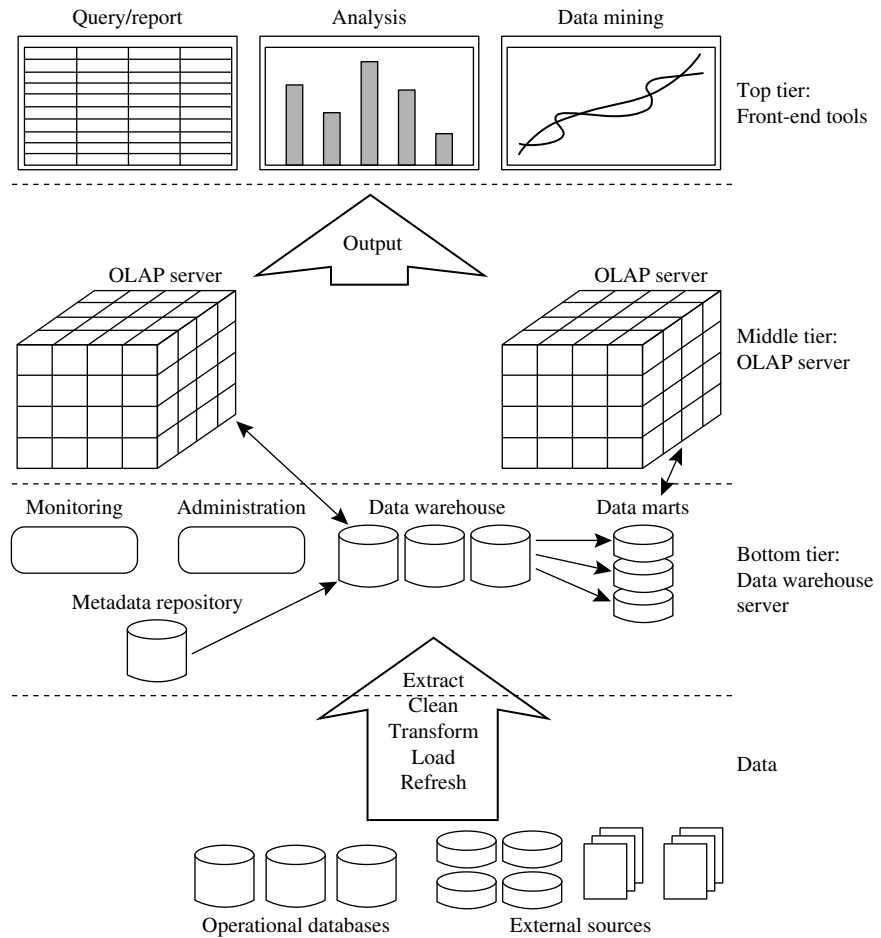 Query/report
Analysis
Data mining
Top tier:
Front-end tools
Output
OLAP server
OLAP server
Middle tier:
OLAP server
Monitoring
Administration
Data warehouse
Data marts
Bottom tier:
Data warehouse
server
Metadata repository
Extract
Clean
Transform
Load
Refresh
Data
Operational databases
External sources